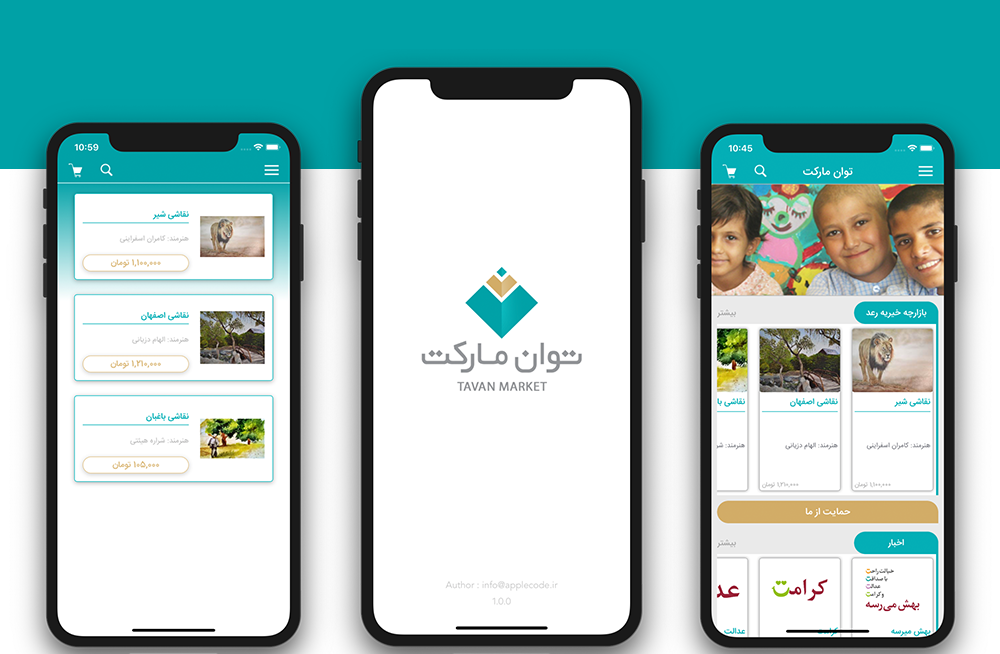 10:59
نقاشی شیر
هنرمند: کامران اسفراینی
۱,۱۰۰,۰۰۰ تومان
نقاشی اصفهان
هنرمند: الهام دزیانی
۱,۲۱۰,۰۰۰ تومان
نقاشی باغبان
هنرمند: شراره هیئتی
۱۰۵,۰۰۰ تومان
توان مارکت
TAVAN MARKET
Author : info@applecode.ir
1.0.0
10:45
توان مارکت
بازارچه خیریه رعد
بیشتر
نقاشی شیر
نقاشی اصفهان
نقاشی با
هنرمند: کامران اسفراینی
هنرمند: الهام دزیانی
هنرمند: شر
۱,۱۰۰,۰۰۰ تومان
۱,۲۱۰,۰۰۰ تومان
حمایت از ما
اخبار
بیشتر
خیالت راحت
با صداقت
عدالت
و کرامت
بهش می‌رسه
کرامت
عد
بهش میرسه
کرامت
عدالت